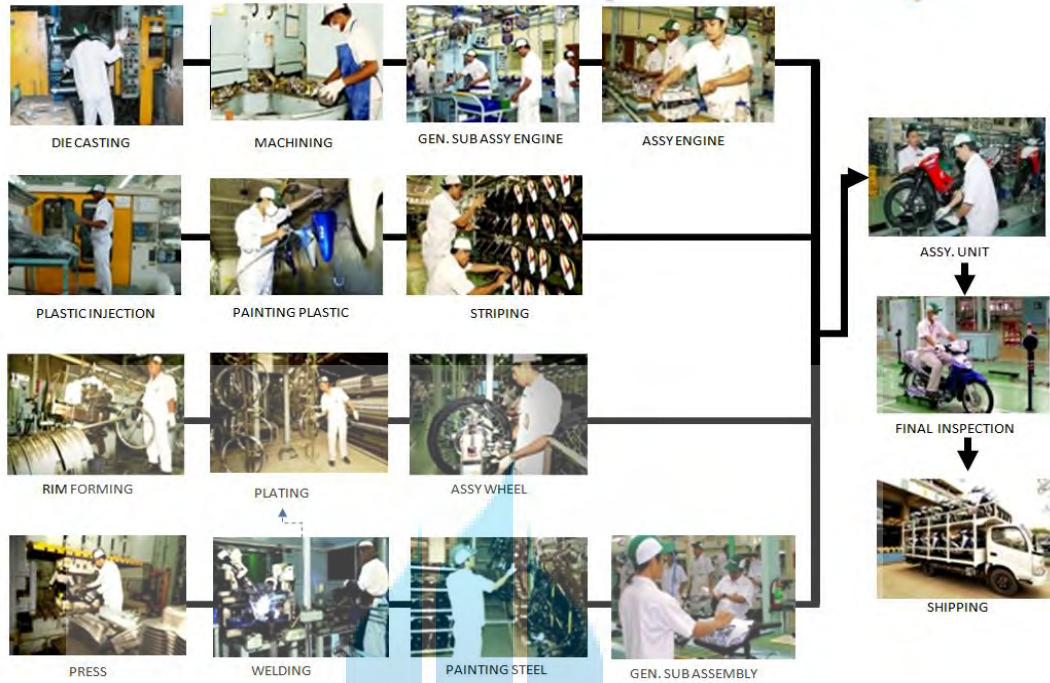 DIE CASTING
MACHINING
GEN. SUB ASSY ENGINE
ASSY ENGINE
ASSY. UNIT
PLASTIC INJECTION
PAINTING PLASTIC
STRIPING
FINAL INSPECTION
RIM FORMING
PLATING
ASSY WHEEL
SHIPPING
PRESS
WELDING
PAINTING STEEL
GEN. SUB ASSEMBLY